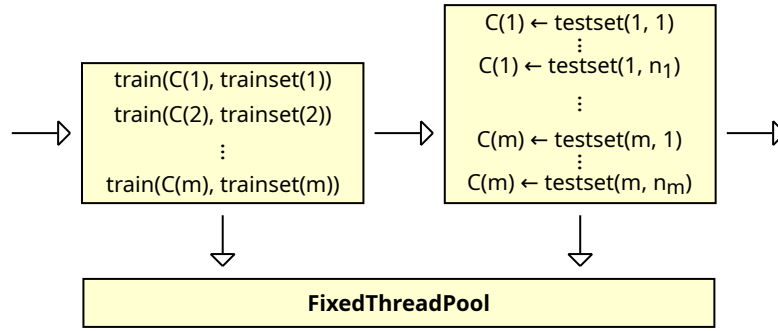 train(C(1), trainset(1))
train(C(2), trainset(2))
⋮
train(C(m), trainset(m))
C(1) ← testset(1, 1)
⋮
C(1) ← testset(1, n₁)
⋮
C(m) ← testset(m, 1)
⋮
C(m) ← testset(m, nₘ)
FixedThreadPool